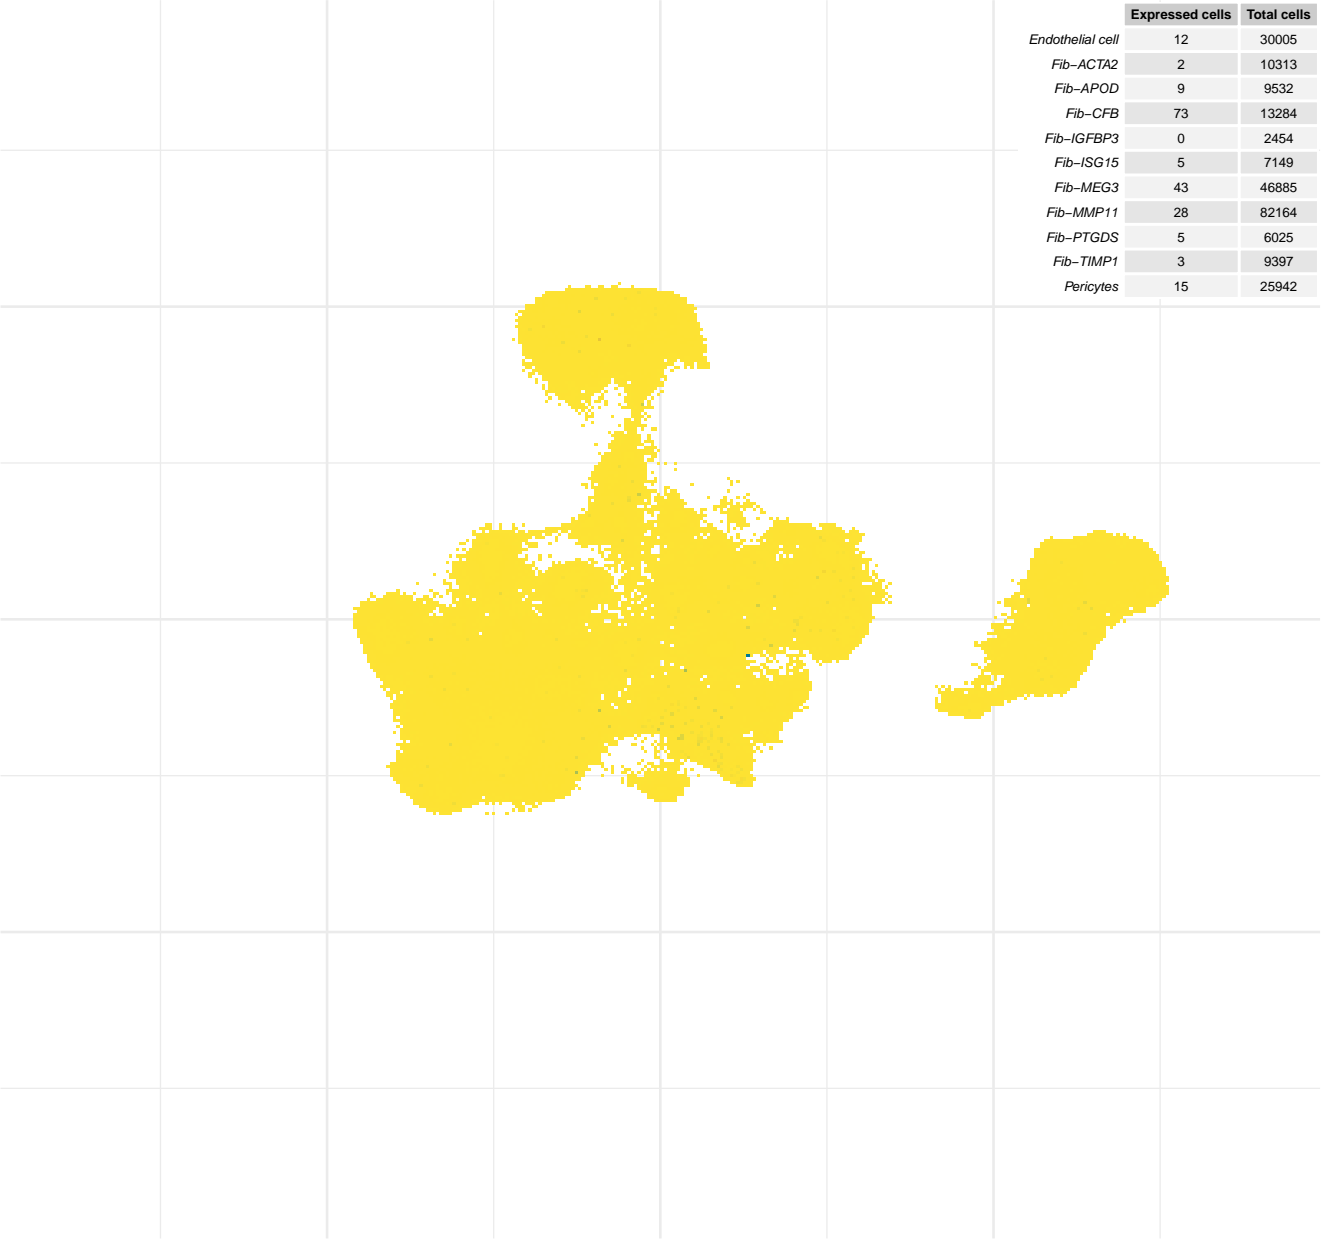 Expressed cells Total cells
Endothelial cell 12 30005
Fib−ACTA2 2 10313
Fib−APOD 9 9532
Fib−CFB 73 13284
Fib−IGFBP3 0 2454
Fib−ISG15 5 7149
Fib−MEG3 43 46885
Fib−MMP11 28 82164
Fib−PTGDS 5 6025
Fib−TIMP1 3 9397
Pericytes 15 25942